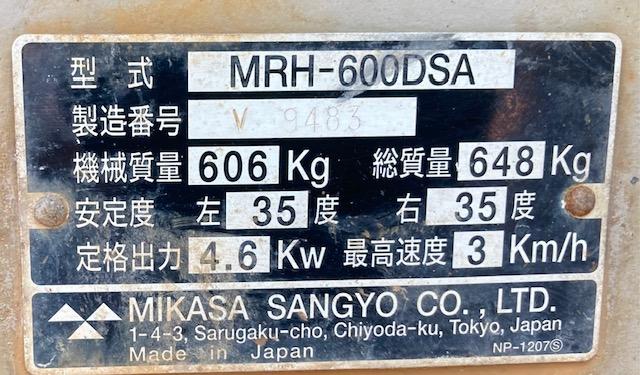 型式 MRH-600DSA
製造番号 V 9483
機械質量 606 Kg 総質量 648 Kg
安定度 左 35 度 右 35 度
定格出力 4.6 Kw 最高速度 3 Km/h
MIKASA SANGYO CO., LTD.
1-4-3, Sarugaku-cho, Chiyoda-ku, Tokyo, Japan
Made in Japan NP-1207Ⓢ